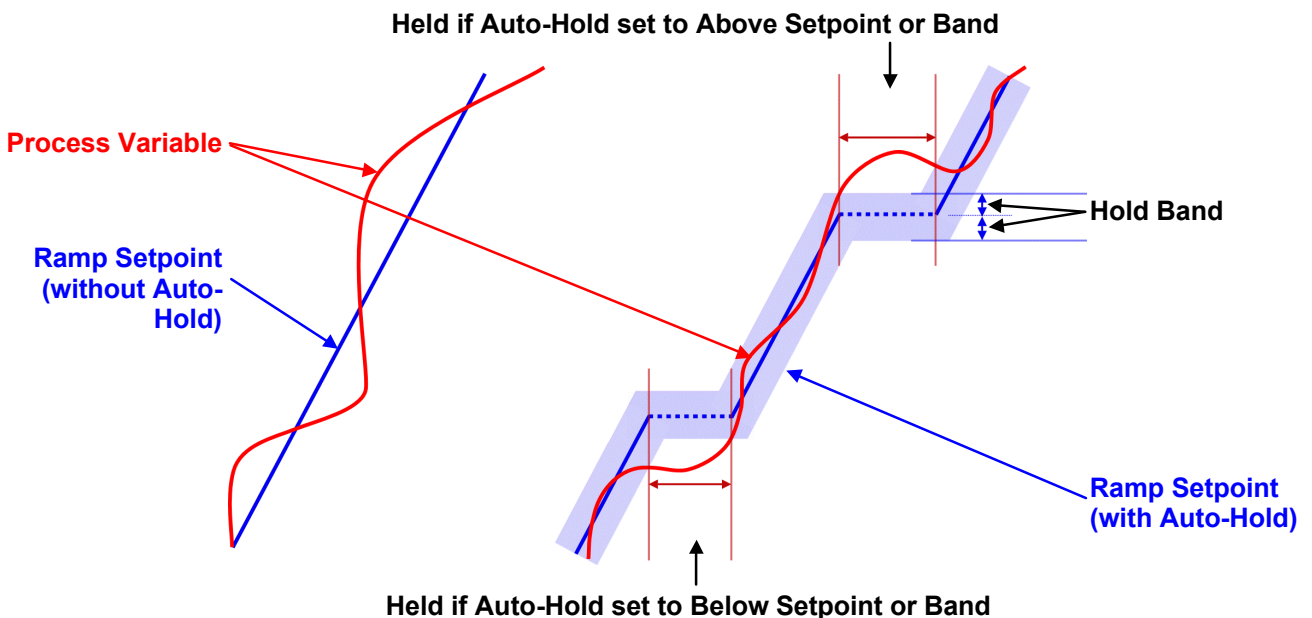 Held if Auto-Hold set to Above Setpoint or Band
Process Variable
Hold Band
Ramp Setpoint
(without Auto-
Hold)
Ramp Setpoint
(with Auto-Hold)
Held if Auto-Hold set to Below Setpoint or Band